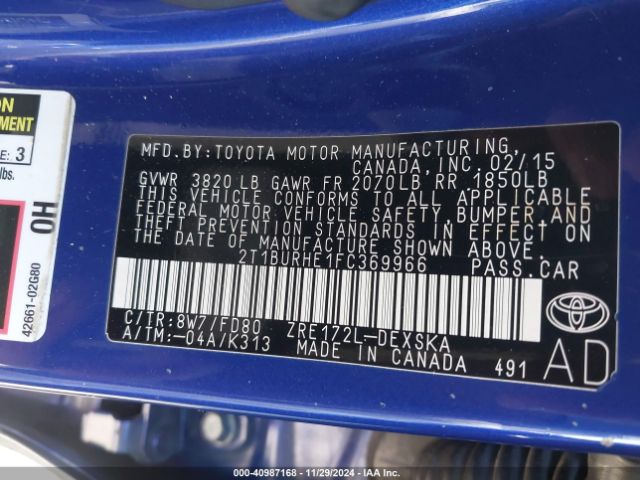 ON
MENT
E: 3
lbs.
OH
42661-02G80
MFD.BY:TOYOTA MOTOR MANUFACTURING,
CANADA, INC. 02/15
GVWR 3820 LB GAWR FR 2070LB RR 1850LB
THIS VEHICLE CONFORMS TO ALL APPLICABLE
FEDERAL MOTOR VEHICLE SAFETY, BUMPER AND
THEFT PREVENTION STANDARDS IN EFFECT ON
THE DATE OF MANUFACTURE SHOWN ABOVE.
2T1BURHE1FC369966 PASS.CAR
C/TR:8W7/FD80 ZRE172L-DEXSKA
A/TM:-04A/K313 MADE IN CANADA 491
AD
000-40987168 - 11/29/2024 - IAA Inc.